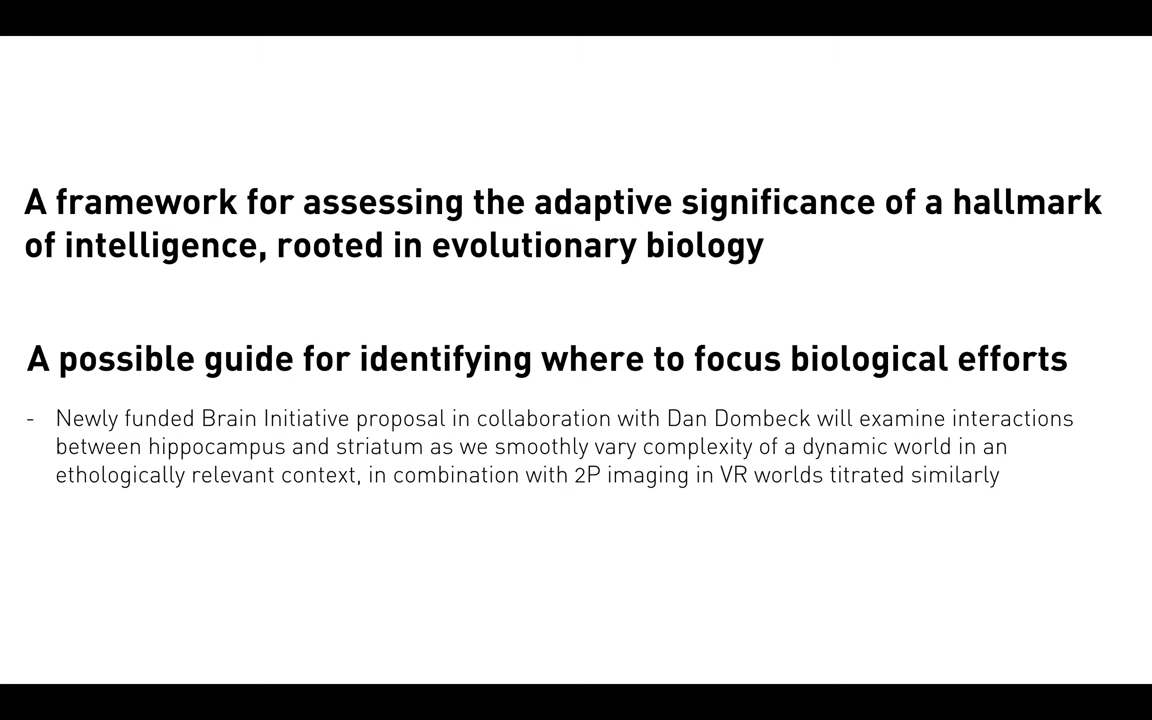 A framework for assessing the adaptive significance of a hallmark
of intelligence, rooted in evolutionary biology
A possible guide for identifying where to focus biological efforts
- Newly funded Brain Initiative proposal in collaboration with Dan Dombeck will examine interactions
between hippocampus and striatum as we smoothly vary complexity of a dynamic world in an
ethologically relevant context, in combination with 2P imaging in VR worlds titrated similarly